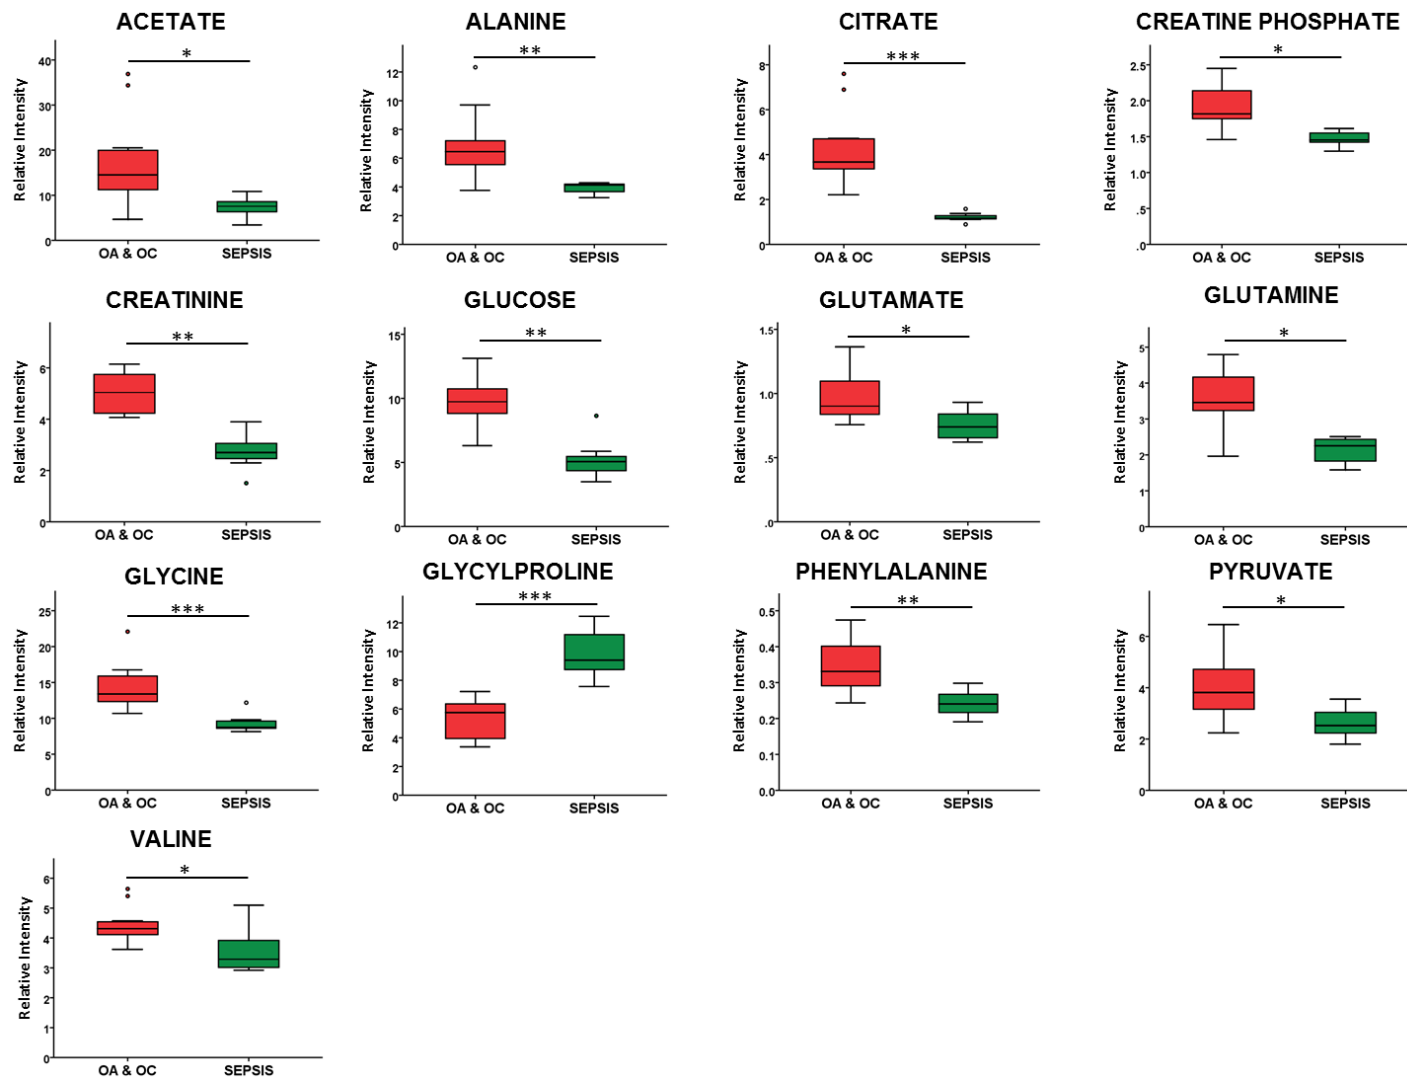 ACETATE
Relative Intensity
40
30
20
10
0
*
OA & OC
SEPSIS
ALANINE
Relative Intensity
12
10
8
6
4
2
0
**
OA & OC
SEPSIS
CITRATE
Relative Intensity
8
6
4
2
0
***
OA & OC
SEPSIS
CREATINE PHOSPHATE
Relative Intensity
2.5
2.0
1.5
1.0
.5
.0
*
OA & OC
SEPSIS
CREATININE
Relative Intensity
6
4
2
0
**
OA & OC
SEPSIS
GLUCOSE
Relative Intensity
15
10
5
0
**
OA & OC
SEPSIS
GLUTAMATE
Relative Intensity
1.5
1.0
.5
.0
*
OA & OC
SEPSIS
GLUTAMINE
Relative Intensity
5
4
3
2
1
0
*
OA & OC
SEPSIS
GLYCINE
Relative Intensity
25
20
15
10
5
0
***
OA & OC
SEPSIS
GLYCYLPROLINE
Relative Intensity
12
10
8
6
4
2
0
***
OA & OC
SEPSIS
PHENYLALANINE
Relative Intensity
0.5
0.4
0.3
0.2
0.1
0.0
**
OA & OC
SEPSIS
PYRUVATE
Relative Intensity
6
4
2
0
*
OA & OC
SEPSIS
VALINE
Relative Intensity
6
5
4
3
2
1
0
*
OA & OC
SEPSIS